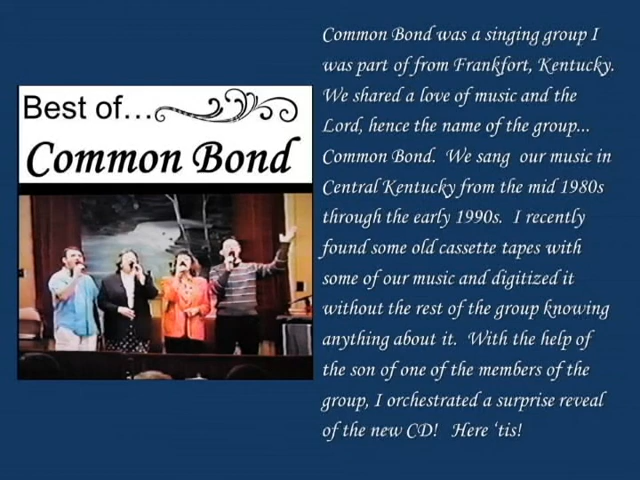 Best of...
Common Bond
Common Bond was a singing group I
was part of from Frankfort, Kentucky.
We shared a love of music and the
Lord, hence the name of the group...
Common Bond.  We sang  our music in
Central Kentucky from the mid 1980s
through the early 1990s.  I recently
found some old cassette tapes with
some of our music and digitized it
without the rest of the group knowing
anything about it.  With the help of
the son of one of the members of the
group, I orchestrated a surprise reveal
of the new CD!   Here ‘tis!